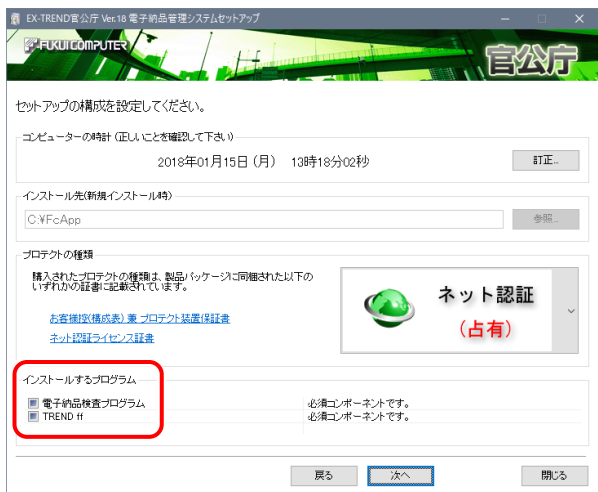 EX-TREND官公庁 Ver.18 電子納品管理システムセットアップ
FUKUI COMPUTER
官公庁
セットアップの構成を設定してください。
コンピューターの時計 (正しいことを確認して下さい)
2018年01月15日 (月) 13時18分02秒
訂正...
インストール先(新規インストール時)
C:¥FcApp
参照...
プロテクトの種類
購入されたプロテクトの種類は、製品パッケージに同梱された以下の
いずれかの証書に記載されています。
お客様控(構成表) 兼 プロテクト装置保証書
ネット認証ライセンス証書
ネット認証
(占有)
インストールするプログラム
電子納品検査プログラム 必須コンポーネントです。
TREND ff 必須コンポーネントです。
戻る 次へ 閉じる